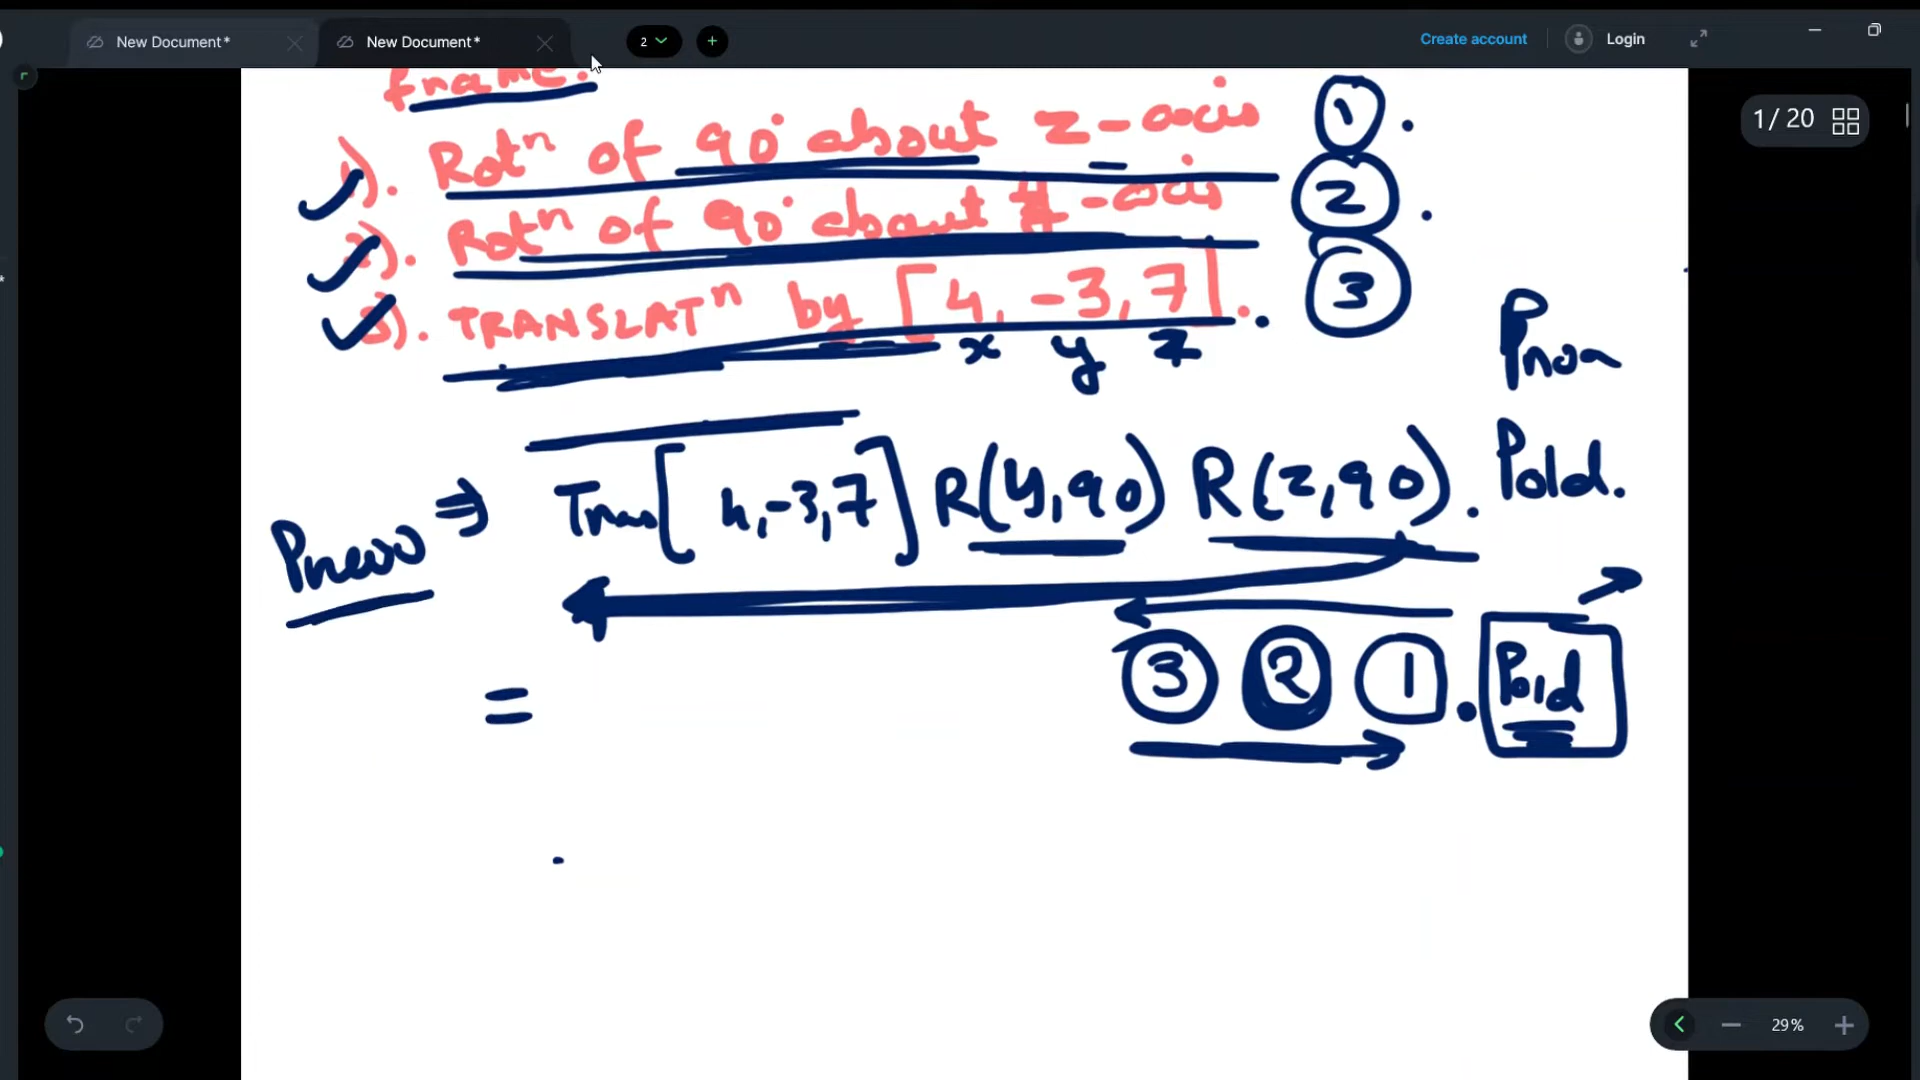 New Document* New Document* 2 Create account Login
1 / 20
frame.
1). Rotⁿ of 90° about z-axis 1.
2). Rotⁿ of 90° about y-axis 2.
3). TRANSLATⁿ by [4, -3, 7]. 3
x y z
Pnoa
Pnew ⇒ Tran[4,-3,7] R(y,90) R(z,90). Pold.
= 3 2 1 . Pold
29%